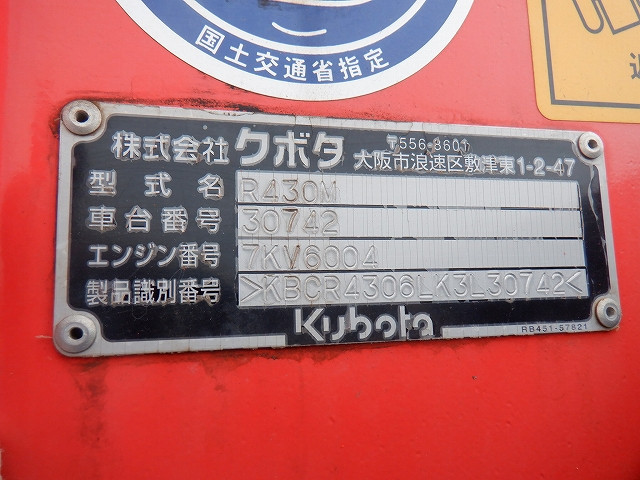 国土交通省指定
株式会社 クボタ 〒556-8601
大阪市浪速区敷津東1-2-47
型式名 R430M
車台番号 30742
エンジン番号 7KV6004
製品識別番号 >KBCR4306LK3L30742<
Kubota
RB451-57821